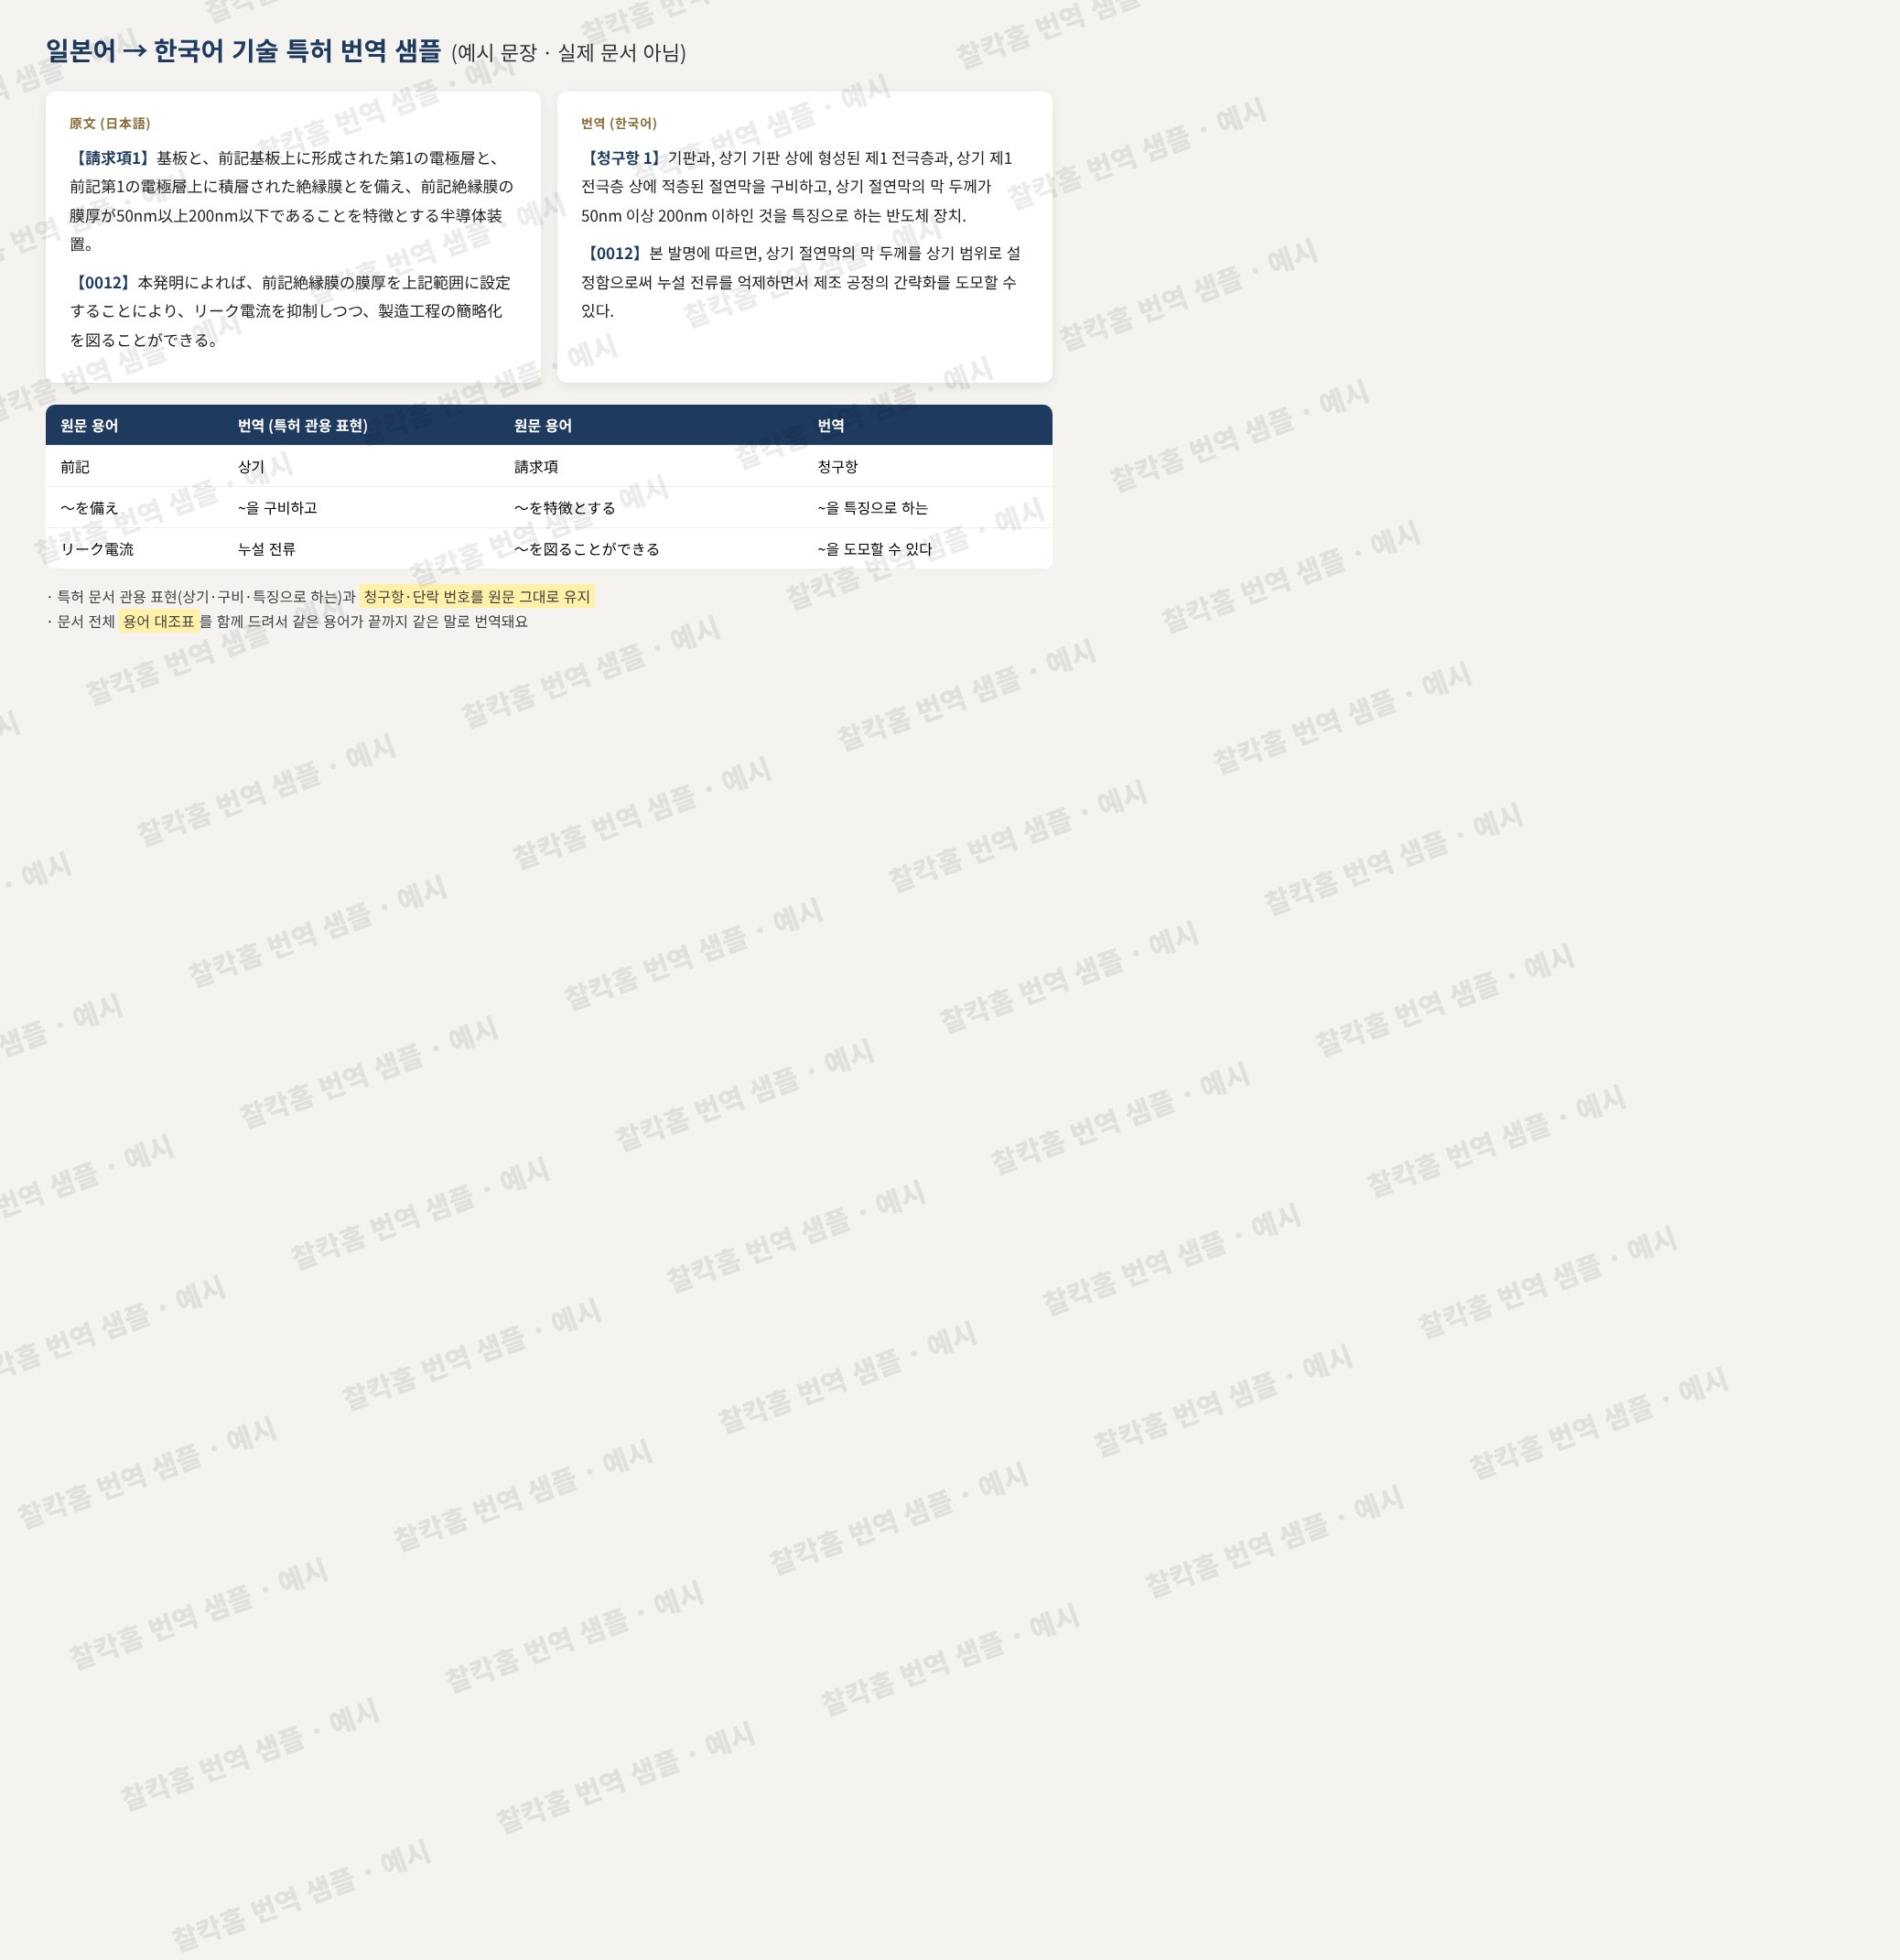 일본어 → 한국어 기술 특허 번역 샘플 (예시 문장 · 실제 문서 아님)
原文 (日本語)
【請求項1】基板と、前記基板上に形成された第1の電極層と、
前記第1の電極層上に積層された絶縁膜とを備え、前記絶縁膜の
膜厚が50nm以上200nm以下であることを特徴とする半導体装
置。
【0012】本発明によれば、前記絶縁膜の膜厚を上記範囲に設定
することにより、リーク電流を抑制しつつ、製造工程の簡略化
を図ることができる。
번역 (한국어)
【청구항 1】기판과, 상기 기판 상에 형성된 제1 전극층과, 상기 제1
전극층 상에 적층된 절연막을 구비하고, 상기 절연막의 막 두께가
50nm 이상 200nm 이하인 것을 특징으로 하는 반도체 장치.
【0012】본 발명에 따르면, 상기 절연막의 막 두께를 상기 범위로 설
정함으로써 누설 전류를 억제하면서 제조 공정의 간략화를 도모할 수
있다.
원문 용어 번역 (특허 관용 표현) 원문 용어 번역
前記 상기 請求項 청구항
〜を備え ~을 구비하고 〜を特徴とする ~을 특징으로 하는
リーク電流 누설 전류 〜を図ることができる ~을 도모할 수 있다
· 특허 문서 관용 표현(상기·구비·특징으로 하는)과 청구항·단락 번호를 원문 그대로 유지
· 문서 전체 용어 대조표를 함께 드려서 같은 용어가 끝까지 같은 말로 번역돼요
찰칵홈 번역 샘플 · 예시